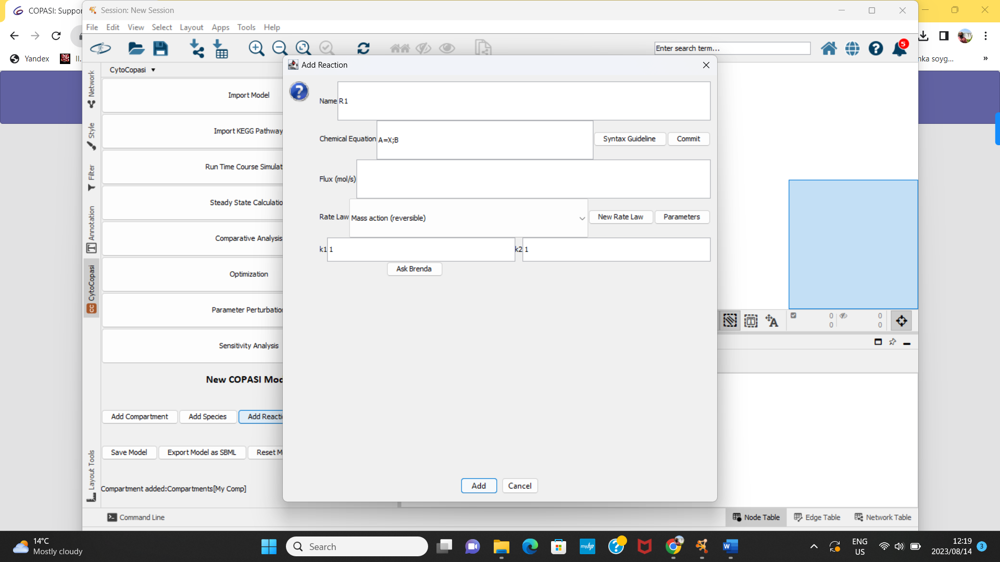 COPASI: Suppor
Session: New Session
File Edit View Select Layout Apps Tools Help
Enter search term...
5
Yandex
II.
nka soyg...
»
CytoCopasi
Add Reaction
Network
Style
Filter
Annotation
CytoCopasi
Layout Tools
Import Model
Import KEGG Pathway
Run Time Course Simulat
Steady State Calculatio
Comparative Analysis
Optimization
Parameter Perturbatio
Sensitivity Analysis
New COPASI Mod
Add Compartment
Add Species
Add Reacti
Save Model
Export Model as SBML
Reset M
Compartment added:Compartments[My Comp]
Name R1
Chemical Equation A=X;B Syntax Guideline Commit
Flux (mol/s)
Rate Law Mass action (reversible) New Rate Law Parameters
k1 1 k2 1
Ask Brenda
Add Cancel
0 0
0 0
Command Line
Node Table Edge Table Network Table
14°C
Mostly cloudy
Search
myhp
ENG
US
12:19
2023/08/14
3